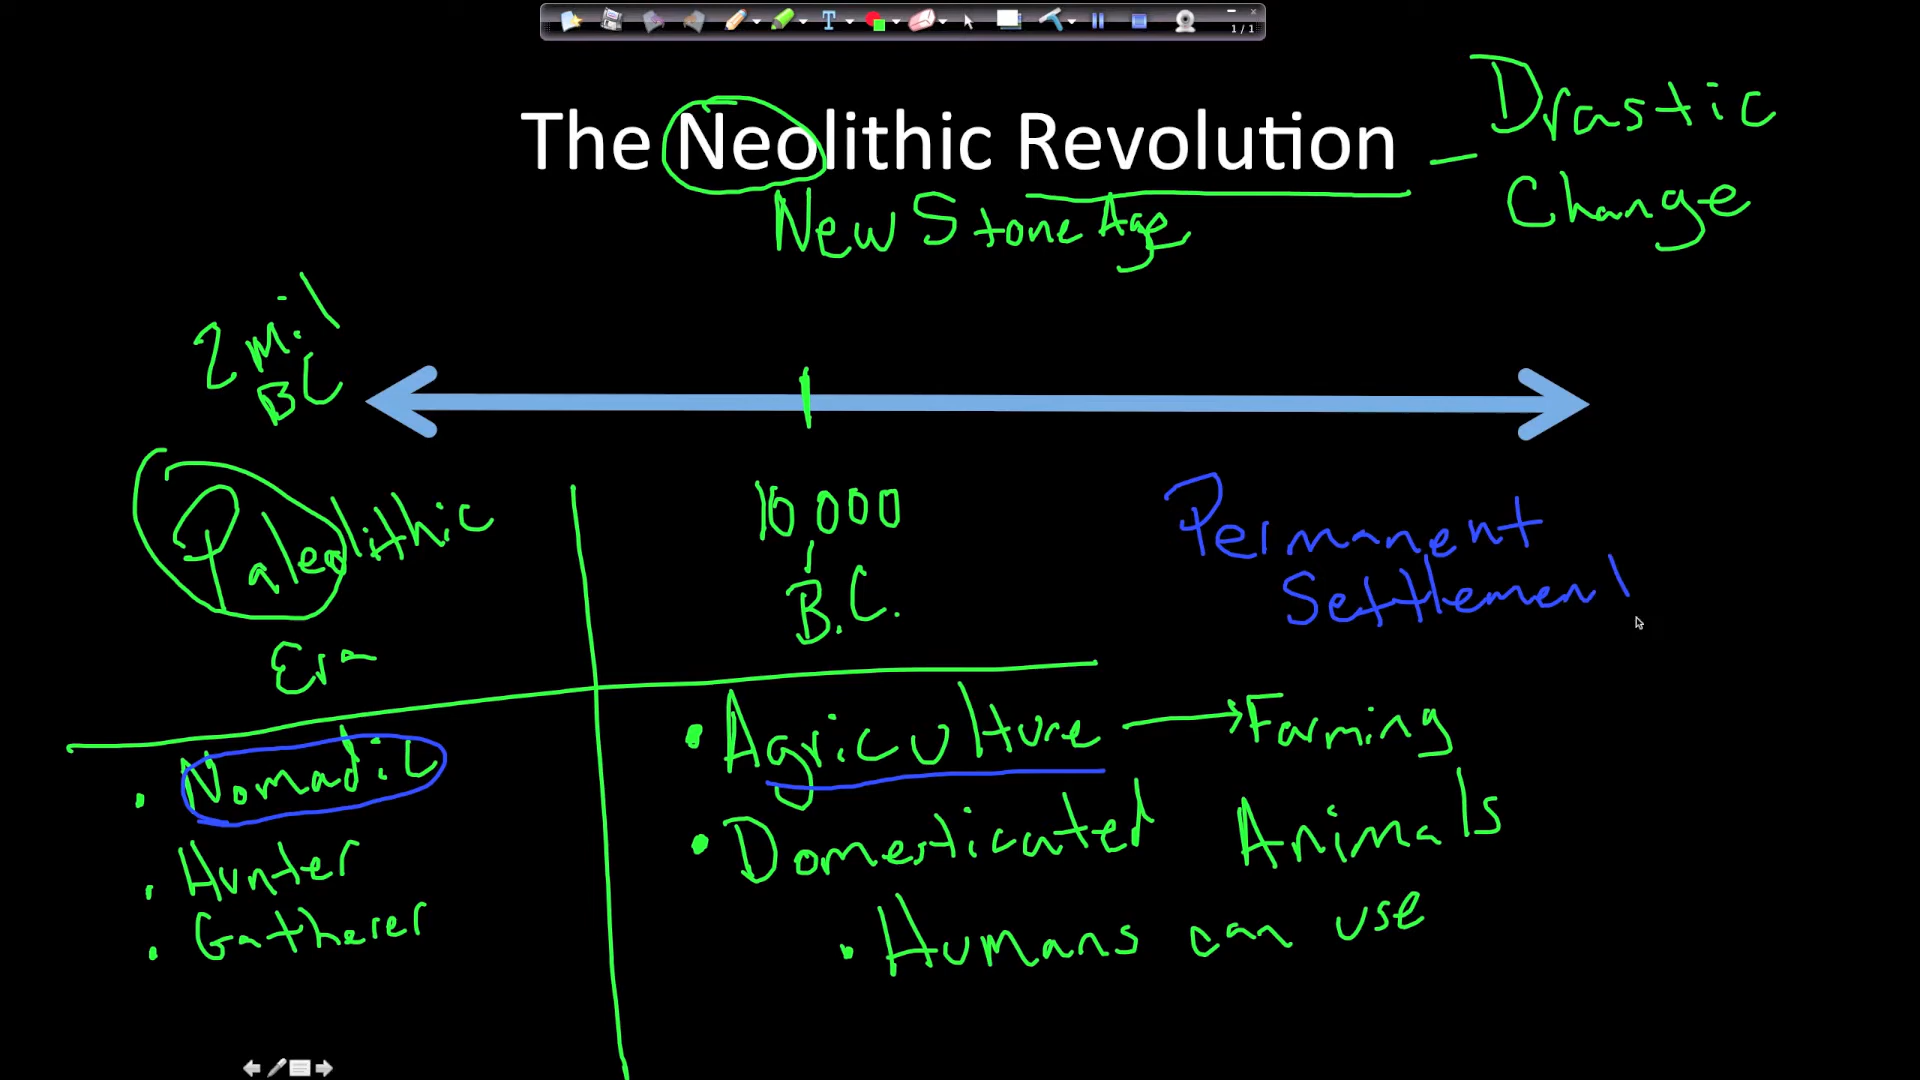 1/1
The Neolithic Revolution
- Drastic
Change
New Stone Age
2 Mil
BC
Paleolithic
Era
10,000
B.C.
Permanent
Settlement
• Nomadic
• Hunter
• Gatherer
• Agriculture → Farming
• Domesticated Animals
• Humans can use